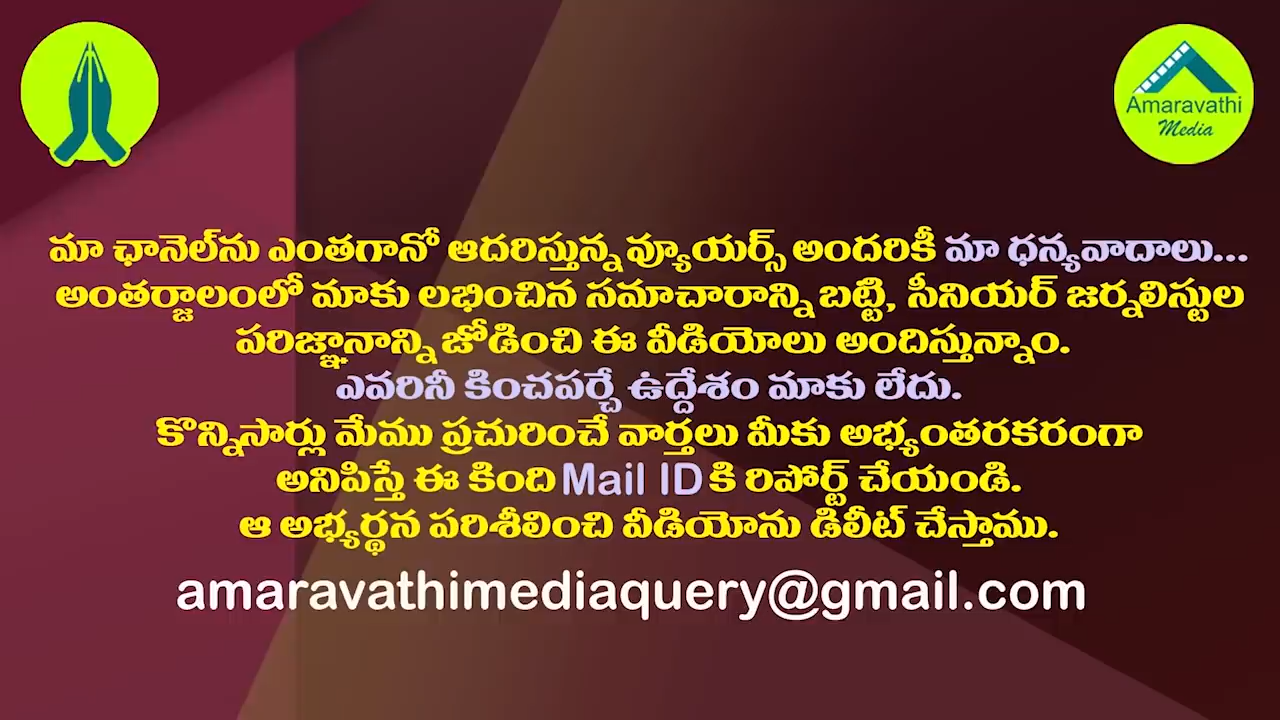 Amaravathi
Media
మా ఛానెల్‌ను ఎంతగానో ఆదరిస్తున్న వ్యూయర్స్ అందరికీ మా ధన్యవాదాలు...
అంతర్జాలంలో మాకు లభించిన సమాచారాన్ని బట్టి, సీనియర్ జర్నలిస్టుల
పరిజ్ఞానాన్ని జోడించి ఈ వీడియోలు అందిస్తున్నాం.
ఎవరినీ కించపర్చే ఉద్దేశం మాకు లేదు.
కొన్నిసార్లు మేము ప్రచురించే వార్తలు మీకు అభ్యంతరకరంగా
అనిపిస్తే ఈ కింది Mail ID కి రిపోర్ట్ చేయండి.
ఆ అభ్యర్థన పరిశీలించి వీడియోను డిలీట్ చేస్తాము.
amaravathimediaquery@gmail.com